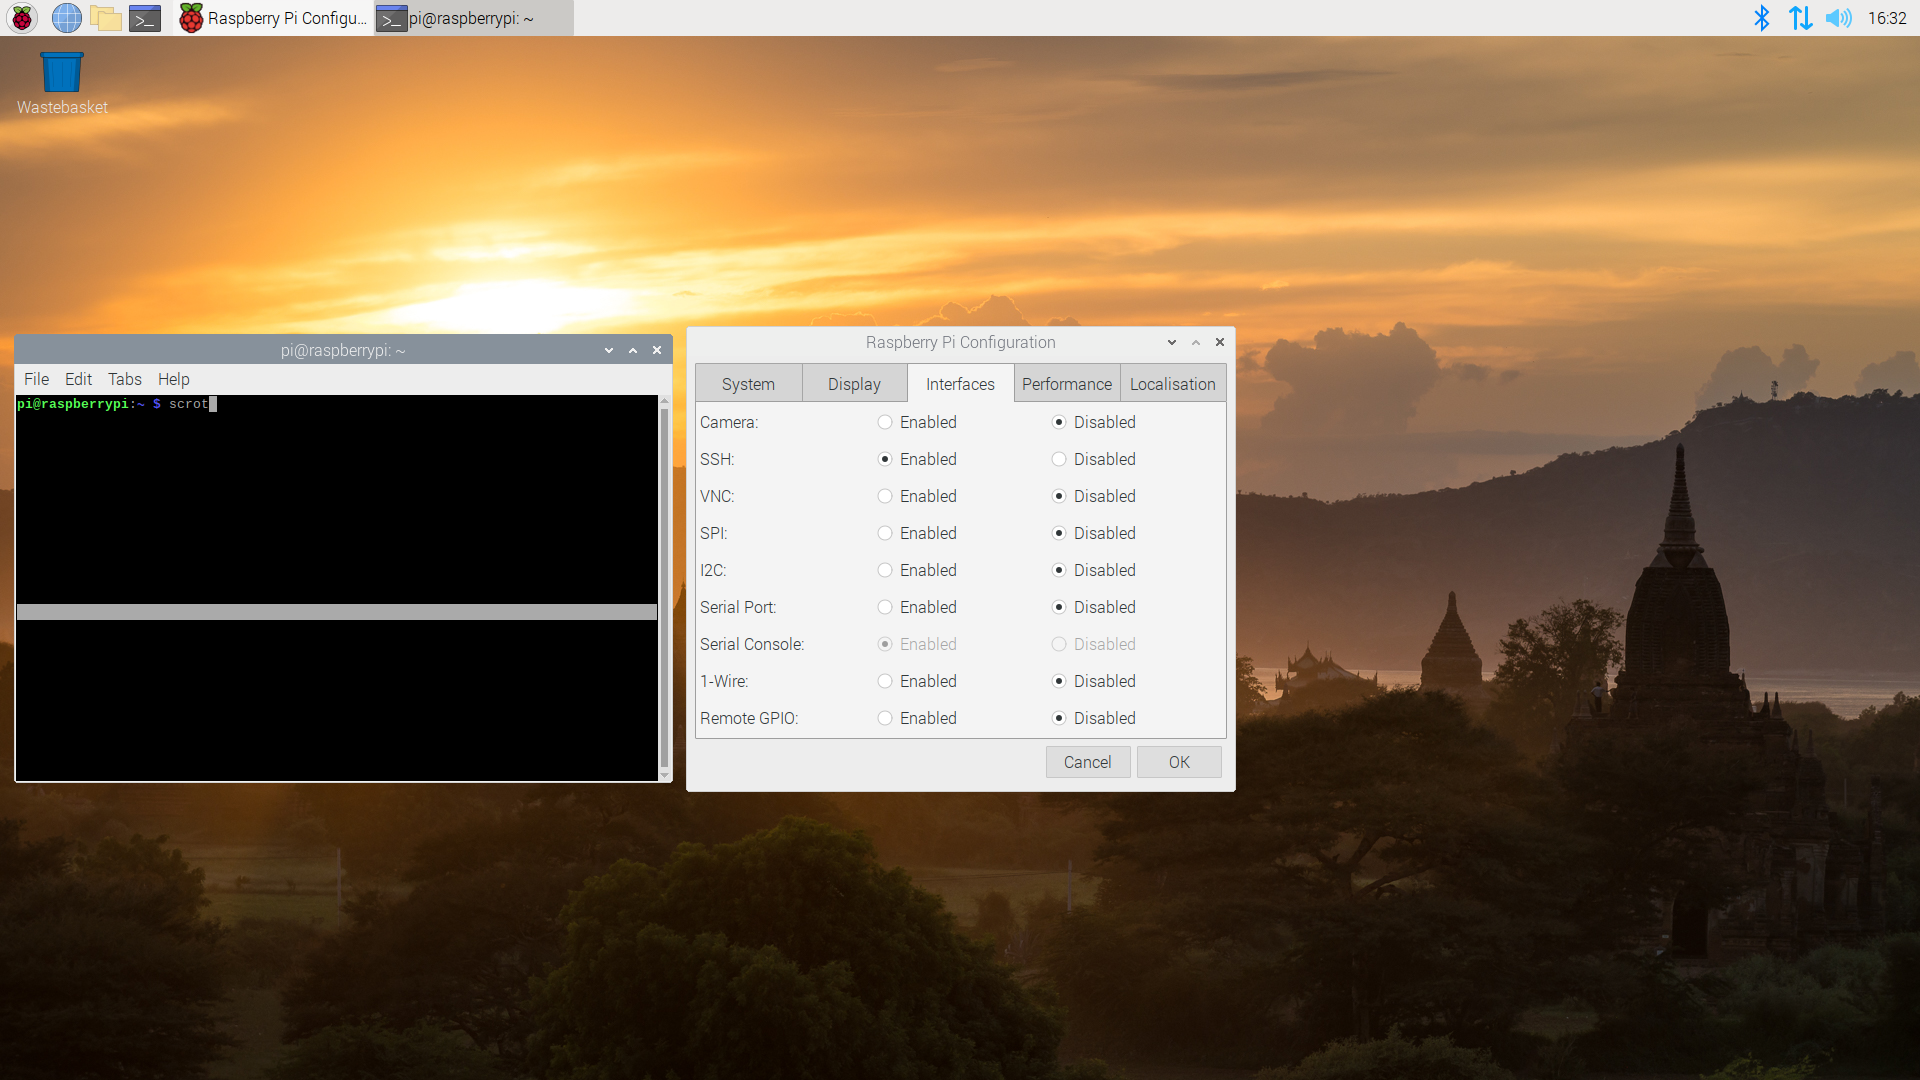 Raspberry Pi Configu...
pi@raspberrypi: ~
16:32
Wastebasket
pi@raspberrypi: ~
File Edit Tabs Help
pi@raspberrypi:~ $ scrot
Raspberry Pi Configuration
System Display Interfaces Performance Localisation
Camera: Enabled Disabled
SSH: Enabled Disabled
VNC: Enabled Disabled
SPI: Enabled Disabled
I2C: Enabled Disabled
Serial Port: Enabled Disabled
Serial Console: Enabled Disabled
1-Wire: Enabled Disabled
Remote GPIO: Enabled Disabled
Cancel OK